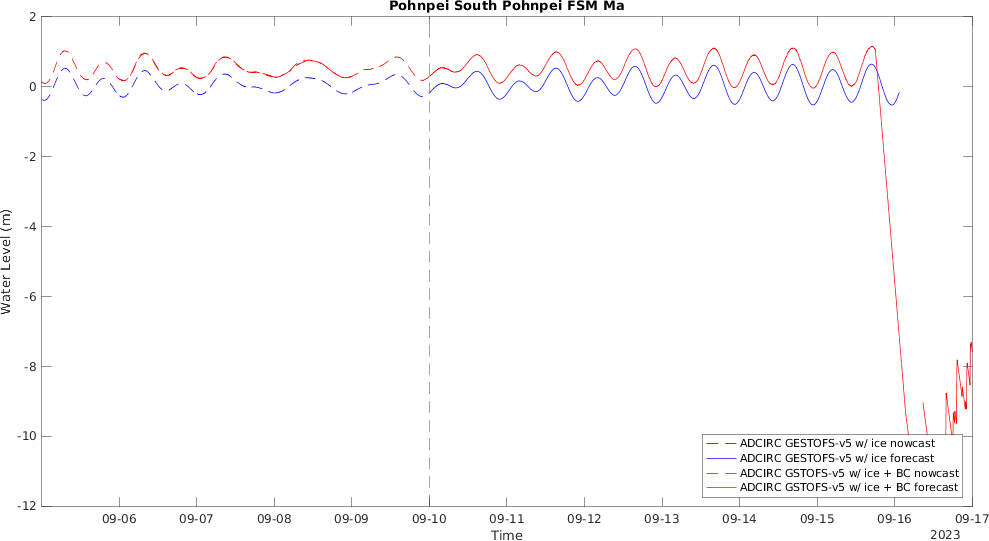 Pohnpei South Pohnpei FSM Ma
Water Level (m)
2
0
-2
-4
-6
-8
-10
-12
ADCIRC GESTOFS-v5 w/ ice nowcast
ADCIRC GESTOFS-v5 w/ ice forecast
ADCIRC GSTOFS-v5 w/ ice + BC nowcast
ADCIRC GSTOFS-v5 w/ ice + BC forecast
09-06 09-07 09-08 09-09 09-10 09-11 09-12 09-13 09-14 09-15 09-16 09-17
Time
2023